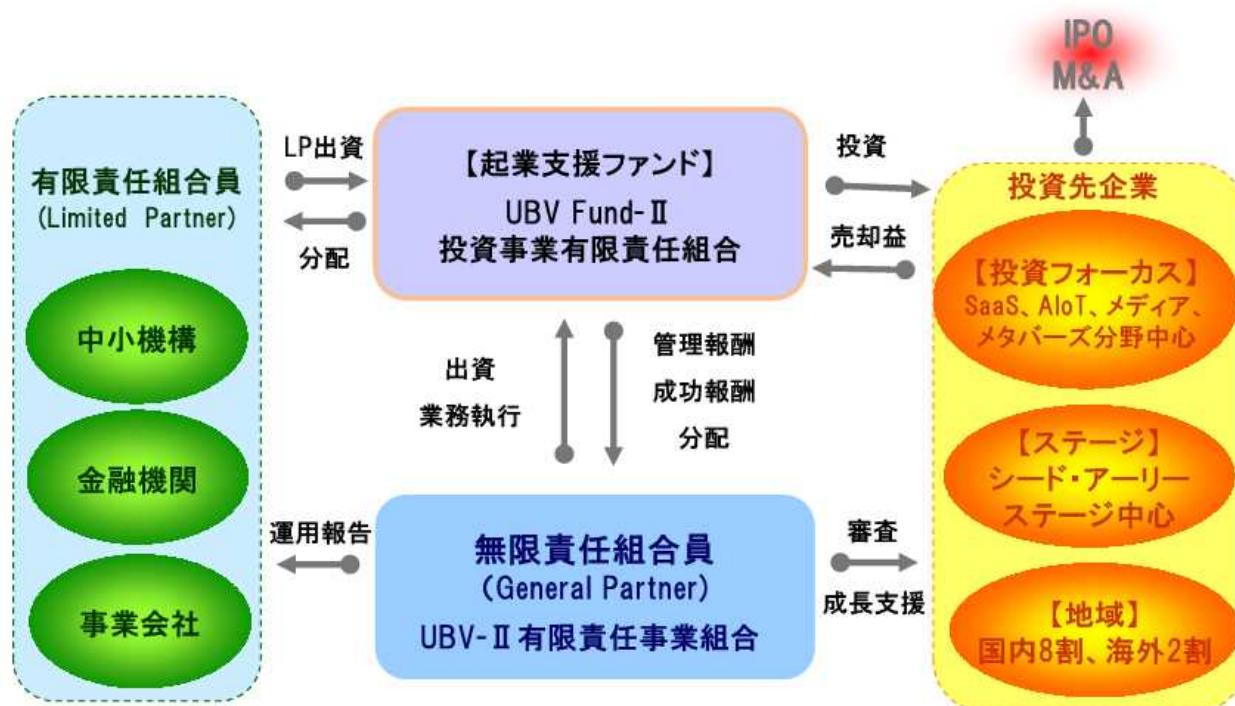 IPO
M&A
有限責任組合員
(Limited Partner)
中小機構
金融機関
事業会社
LP出資
分配
運用報告
【起業支援ファンド】
UBV Fund-Ⅱ
投資事業有限責任組合
出資
業務執行
管理報酬
成功報酬
分配
無限責任組合員
(General Partner)
UBV-Ⅱ有限責任事業組合
投資
売却益
審査
成長支援
投資先企業
【投資フォーカス】
SaaS、AIoT、メディア、
メタバーズ分野中心
【ステージ】
シード・アーリー
ステージ中心
【地域】
国内8割、海外2割